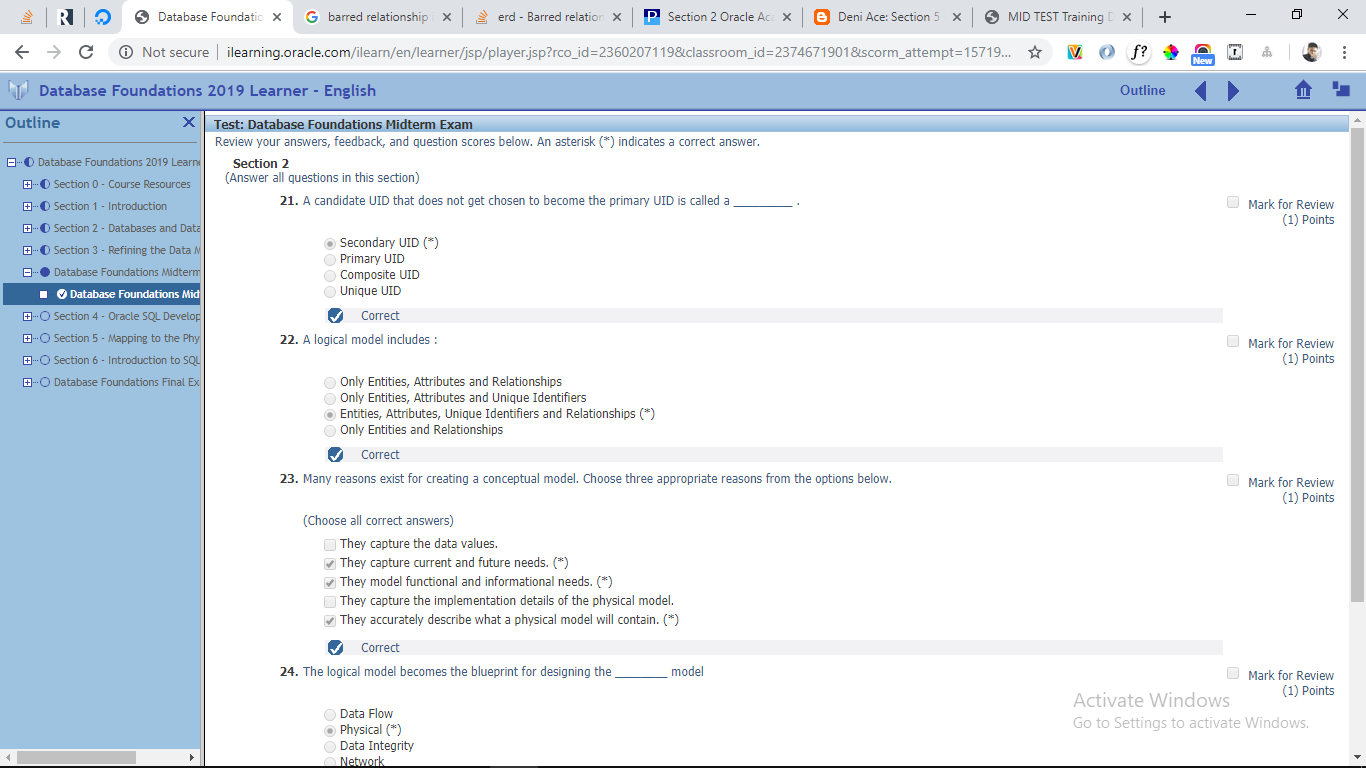 Database Foundatio
barred relationship
erd - Barred relation
Section 2 Oracle Aca
Deni Ace: Section 5
MID TEST Training D
Not secure
ilearning.oracle.com/ilearn/en/learner/jsp/player.jsp?rco_id=2360207119&classroom_id=2374671901&scorm_attempt=15719...
f?
New
Database Foundations 2019 Learner - English
Outline
Outline
Database Foundations 2019 Learne
Section 0 - Course Resources
Section 1 - Introduction
Section 2 - Databases and Data
Section 3 - Refining the Data M
Database Foundations Midterm
Database Foundations Mid
Section 4 - Oracle SQL Develop
Section 5 - Mapping to the Phy
Section 6 - Introduction to SQL
Database Foundations Final Ex
Test: Database Foundations Midterm Exam
Review your answers, feedback, and question scores below. An asterisk (*) indicates a correct answer.
Section 2
(Answer all questions in this section)
21. A candidate UID that does not get chosen to become the primary UID is called a _________ .
Mark for Review
(1) Points
Secondary UID (*)
Primary UID
Composite UID
Unique UID
Correct
22. A logical model includes :
Mark for Review
(1) Points
Only Entities, Attributes and Relationships
Only Entities, Attributes and Unique Identifiers
Entities, Attributes, Unique Identifiers and Relationships (*)
Only Entities and Relationships
Correct
23. Many reasons exist for creating a conceptual model. Choose three appropriate reasons from the options below.
Mark for Review
(1) Points
(Choose all correct answers)
They capture the data values.
They capture current and future needs. (*)
They model functional and informational needs. (*)
They capture the implementation details of the physical model.
They accurately describe what a physical model will contain. (*)
Correct
24. The logical model becomes the blueprint for designing the ________ model
Mark for Review
(1) Points
Data Flow
Physical (*)
Data Integrity
Network
Activate Windows
Go to Settings to activate Windows.